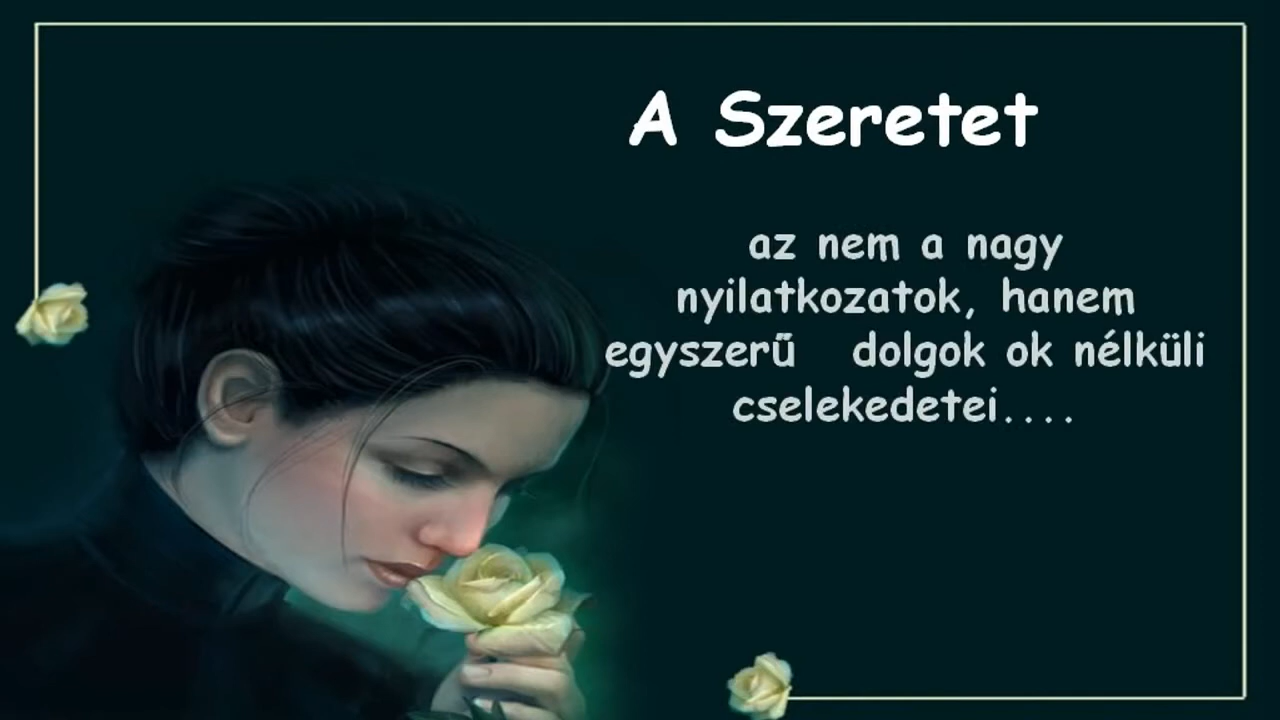 A Szeretet
az nem a nagy
nyilatkozatok, hanem
egyszerű dolgok ok nélküli
cselekedetei....